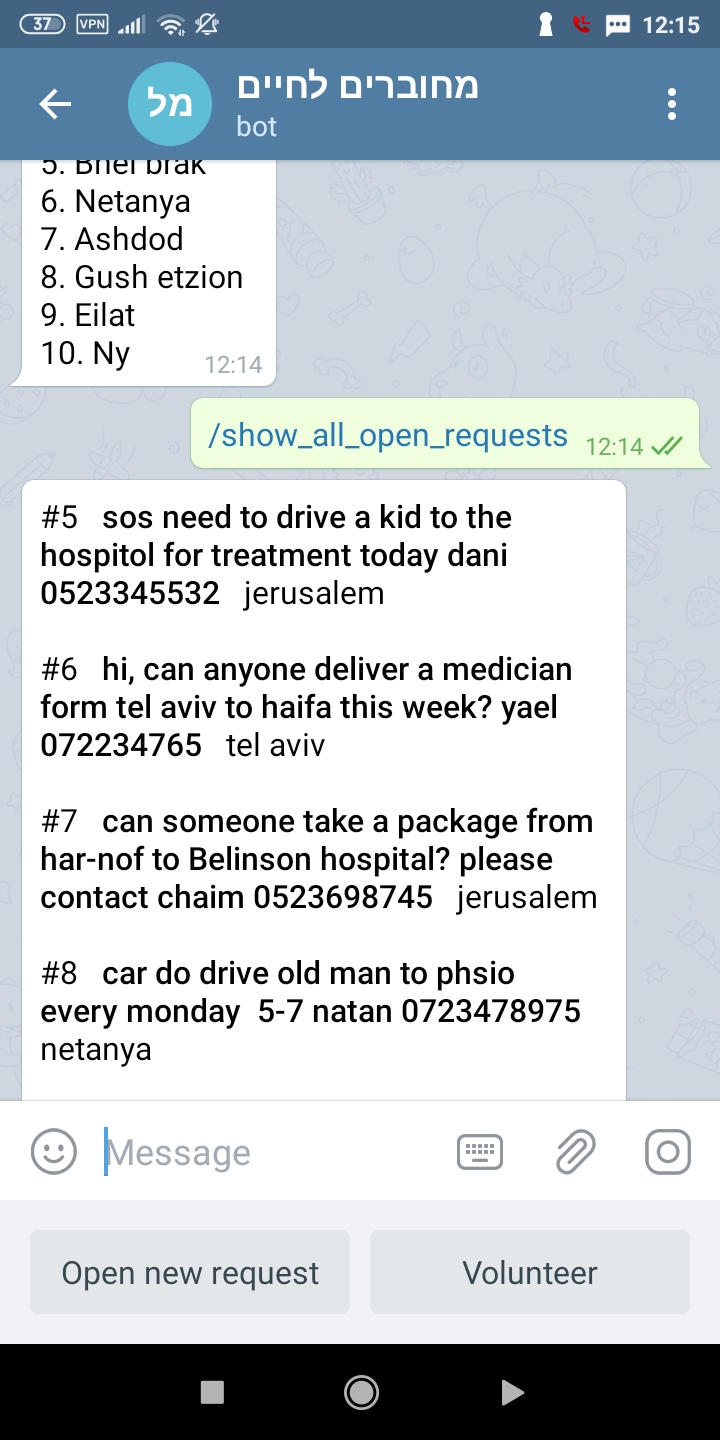 37 VPN 12:15
מחוברים לחיים
מל
bot
5. Bnei brak
6. Netanya
7. Ashdod
8. Gush etzion
9. Eilat
10. Ny 12:14
/show_all_open_requests 12:14
#5 sos need to drive a kid to the
hospitol for treatment today dani
0523345532 jerusalem
#6 hi, can anyone deliver a medician
form tel aviv to haifa this week? yael
072234765 tel aviv
#7 can someone take a package from
har-nof to Belinson hospital? please
contact chaim 0523698745 jerusalem
#8 car do drive old man to phsio
every monday 5-7 natan 0723478975
netanya
Message
Open new request
Volunteer